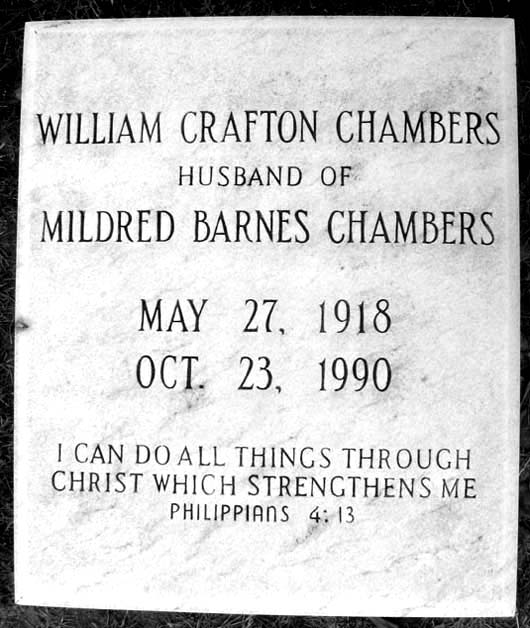 WILLIAM CRAFTON CHAMBERS
HUSBAND OF
MILDRED BARNES CHAMBERS
MAY 27, 1918
OCT. 23, 1990
I CAN DO ALL THINGS THROUGH
CHRIST WHICH STRENGTHENS ME
PHILIPPIANS 4:13